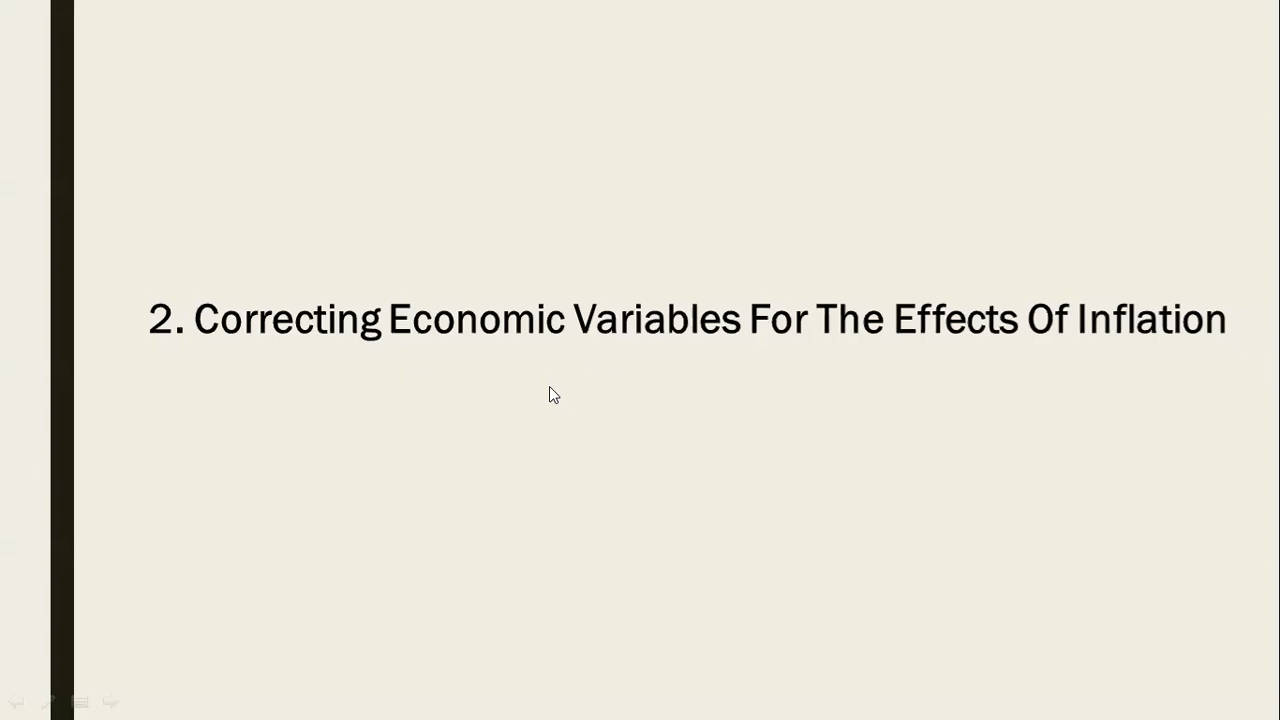 2. Correcting Economic Variables For The Effects Of Inflation